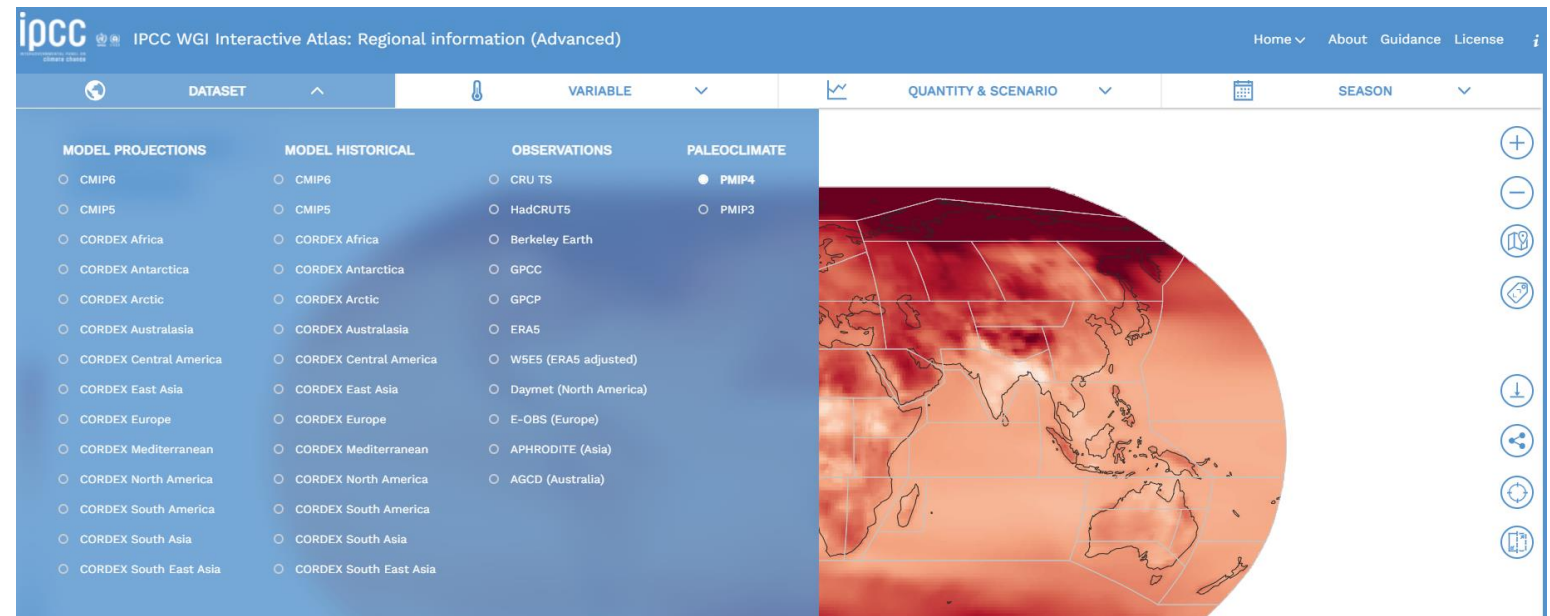 ipcc
climate change
IPCC WGI Interactive Atlas: Regional information (Advanced)
Home About Guidance License i
DATASET
VARIABLE
QUANTITY & SCENARIO
SEASON
MODEL PROJECTIONS
CMIP6
CMIP5
CORDEX Africa
CORDEX Antarctica
CORDEX Arctic
CORDEX Australasia
CORDEX Central America
CORDEX East Asia
CORDEX Europe
CORDEX Mediterranean
CORDEX North America
CORDEX South America
CORDEX South Asia
CORDEX South East Asia
MODEL HISTORICAL
CMIP6
CMIP5
CORDEX Africa
CORDEX Antarctica
CORDEX Arctic
CORDEX Australasia
CORDEX Central America
CORDEX East Asia
CORDEX Europe
CORDEX Mediterranean
CORDEX North America
CORDEX South America
CORDEX South Asia
CORDEX South East Asia
OBSERVATIONS
CRU TS
HadCRUT5
Berkeley Earth
GPCC
GPCP
ERA5
W5E5 (ERA5 adjusted)
Daymet (North America)
E-OBS (Europe)
APHRODITE (Asia)
AGCD (Australia)
PALEOCLIMATE
PMIP4
PMIP3